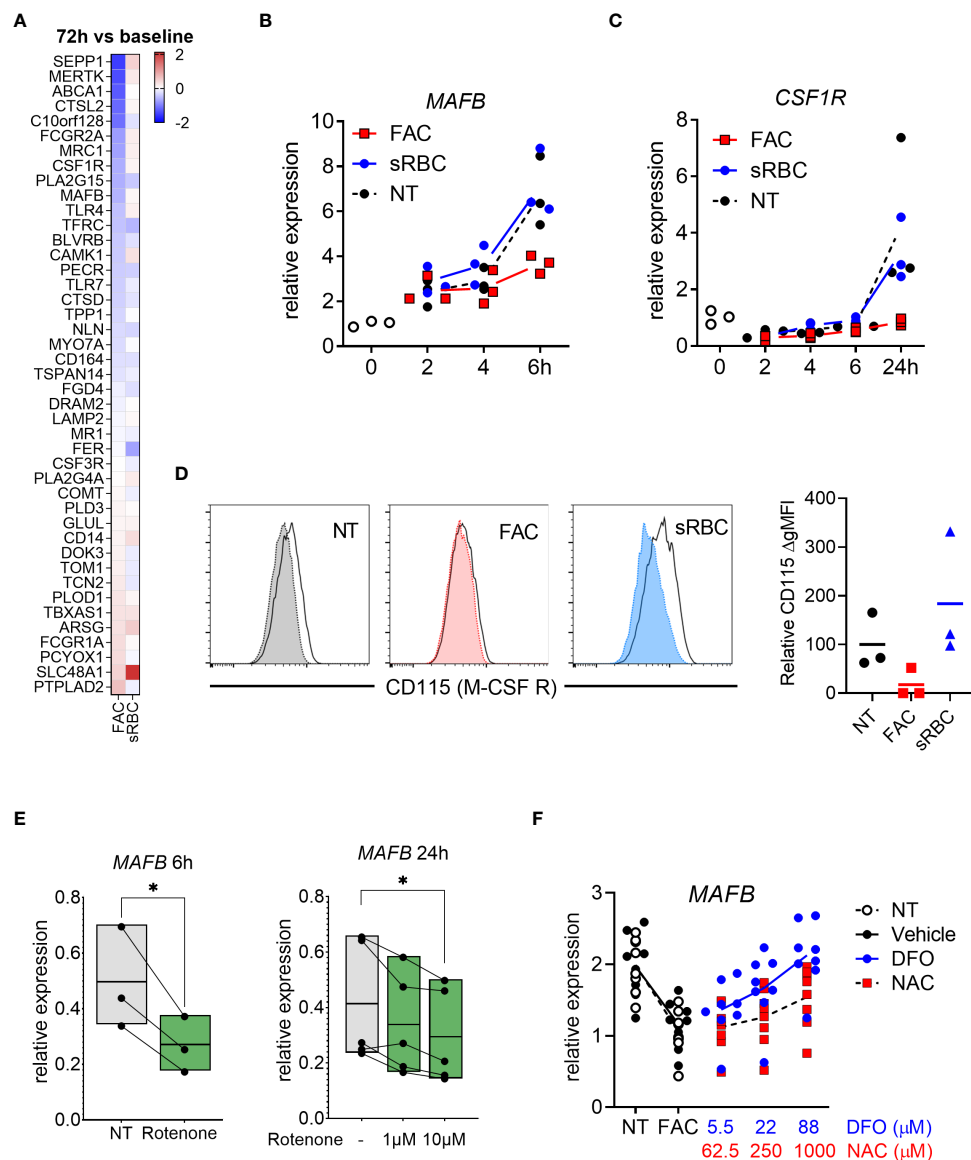 A
72h vs baseline
SEPP1
MERTK
ABCA1
CTSL2
C10orf128
FCGR2A
MRC1
CSF1R
PLA2G15
MAFB
TLR4
TFRC
BLVRB
CAMK1
PECR
TLR7
CTSD
TPP1
NLN
MYO7A
CD164
TSPAN14
FGD4
DRAM2
LAMP2
MR1
FER
CSF3R
PLA2G4A
COMT
PLD3
GLUL
CD14
DOK3
TOM1
TCN2
PLOD1
TBXAS1
ARSG
FCGR1A
PCYOX1
SLC48A1
PTPLAD2
FAC
sRBC
2
0
-2
B
MAFB
relative expression
10
8
6
4
2
0
FAC
sRBC
NT
0 2 4 6h
C
CSF1R
relative expression
8
6
4
2
0
FAC
sRBC
NT
0 2 4 6 24h
D
NT
FAC
sRBC
CD115 (M-CSF R)
Relative CD115 ΔgMFI
400
300
200
100
0
NT
FAC
sRBC
E
MAFB 6h
*
relative expression
0.8
0.6
0.4
0.2
0.0
NT Rotenone
MAFB 24h
*
relative expression
0.8
0.6
0.4
0.2
0.0
Rotenone - 1μM 10μM
F
MAFB
relative expression
3
2
1
0
NT
Vehicle
DFO
NAC
NT FAC 5.5 22 88 DFO (μM)
62.5 250 1000 NAC (μM)